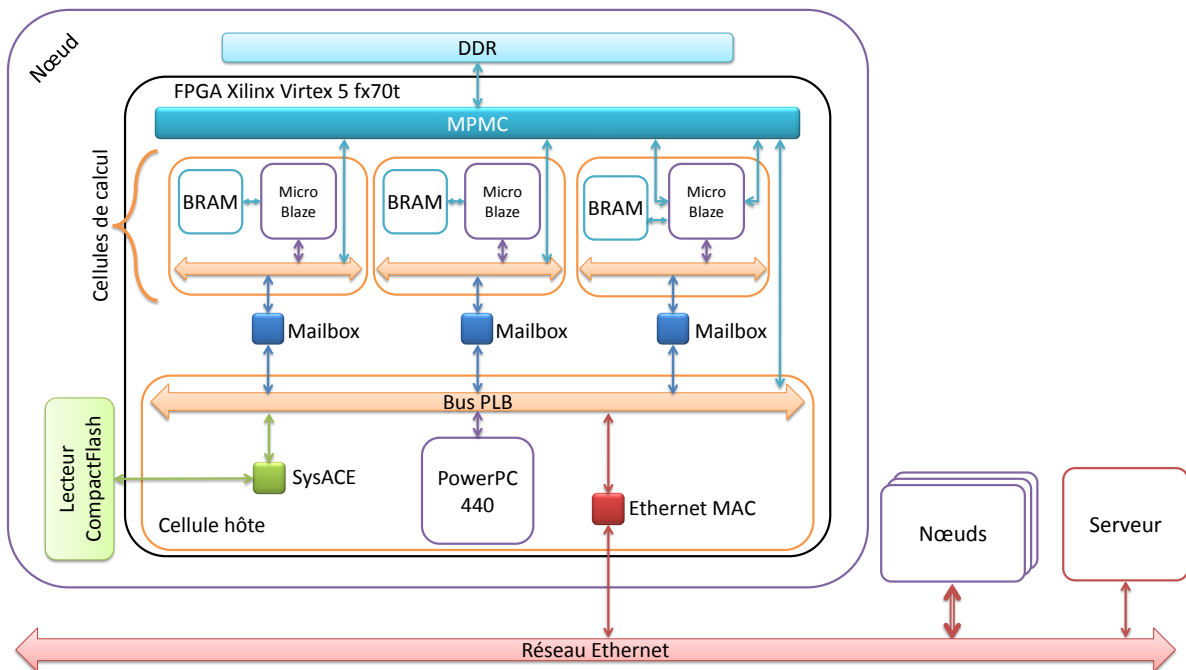 Nœud
DDR
FPGA Xilinx Virtex 5 fx70t
MPMC
Cellules de calcul
BRAM
Micro
Blaze
BRAM
Micro
Blaze
BRAM
Micro
Blaze
Mailbox
Mailbox
Mailbox
Bus PLB
Lecteur
CompactFlash
SysACE
PowerPC
440
Ethernet MAC
Cellule hôte
Nœuds
Serveur
Réseau Ethernet